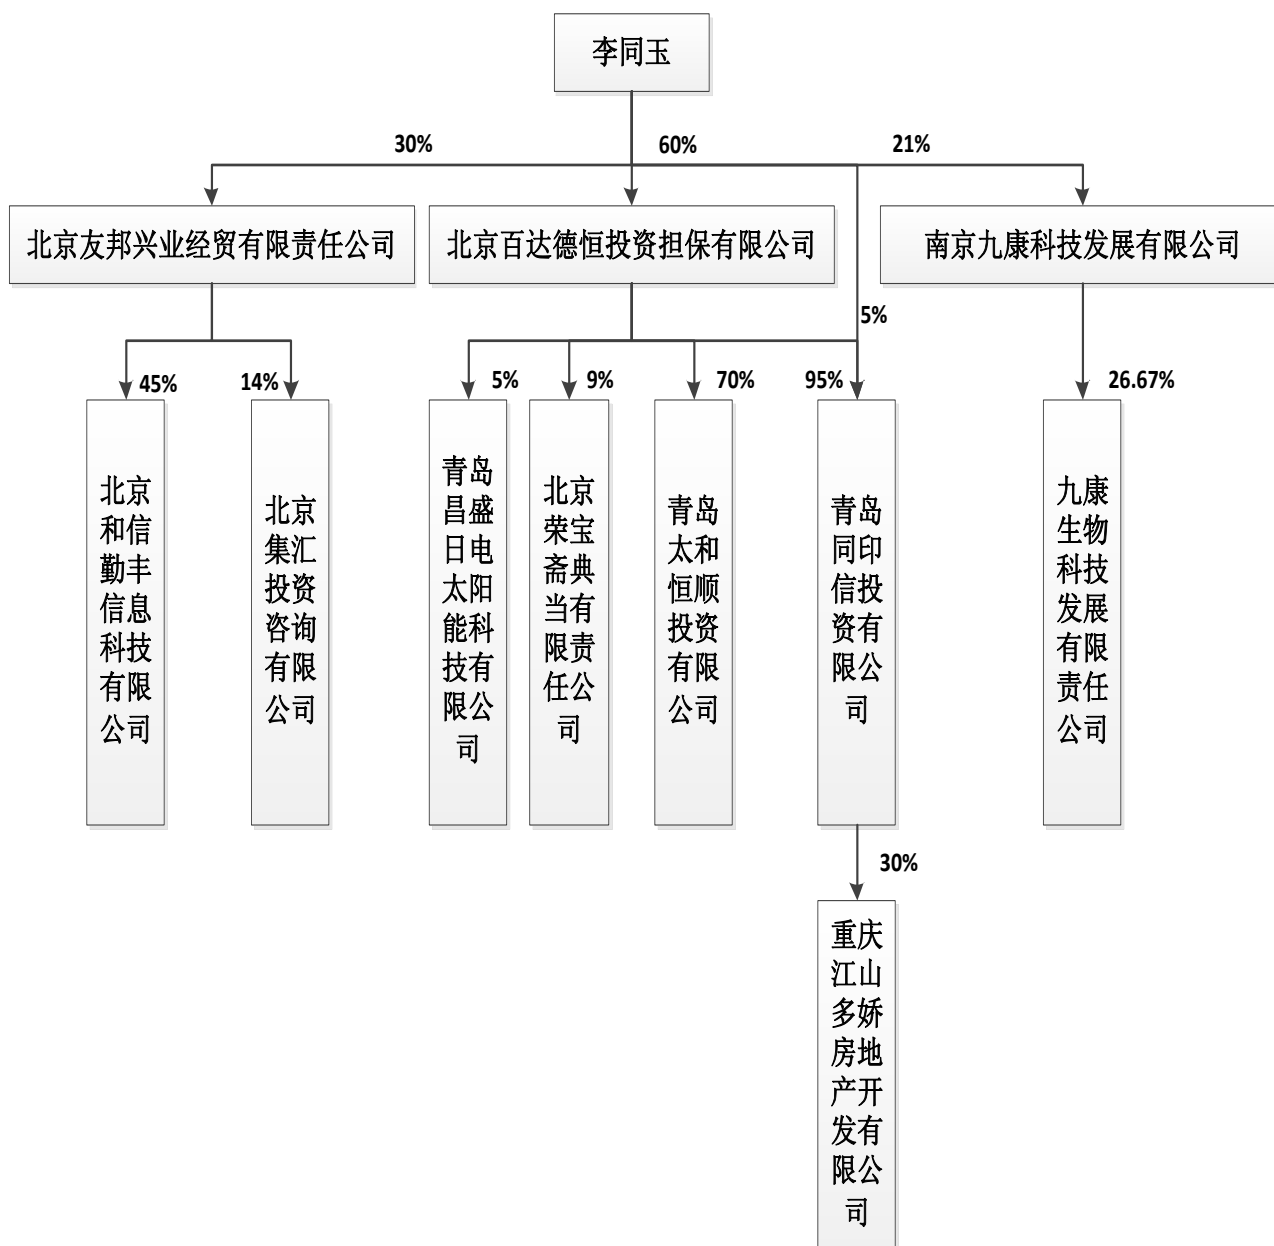 李同玉
30%
60%
21%
北京友邦兴业经贸有限责任公司
北京百达德恒投资担保有限公司
南京九康科技发展有限公司
5%
45%
14%
5%
9%
70%
95%
26.67%
北京
和信
勤丰
信息
科技
有限
公司
北京
集汇
投资
咨询
有限
公司
青岛
昌盛
日电
太阳
能科
技有
限公
司
北京
荣宝
斋典
当有
限责
任公
司
青岛
太和
恒顺
投资
有限
公司
青岛
同印
信投
资有
限公
司
九康
生物
科技
发展
有限
责任
公司
30%
重庆
江山
多娇
房地
产开
发有
限公
司